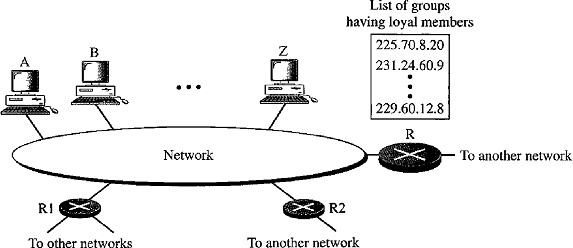 List of groups
having loyal members
225.70.8.20
231.24.60.9
229.60.12.8
A
B
Z
Network
R
To another network
R1
R2
To other networks
To another network